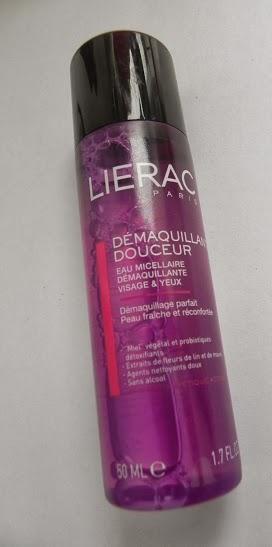 LIERAC
PARIS
DÉMAQUILLANT
DOUCEUR
EAU MICELLAIRE
DÉMAQUILLANTE
VISAGE & YEUX
Démaquillage parfait
Peau fraîche et réconfortée
• Miel végétal et probiotiques
détoxifiants
• Extraits de fleurs de lin et de mauve
• Agents nettoyants doux
• Sans alcool
50 ML e
1.7 FL.OZ